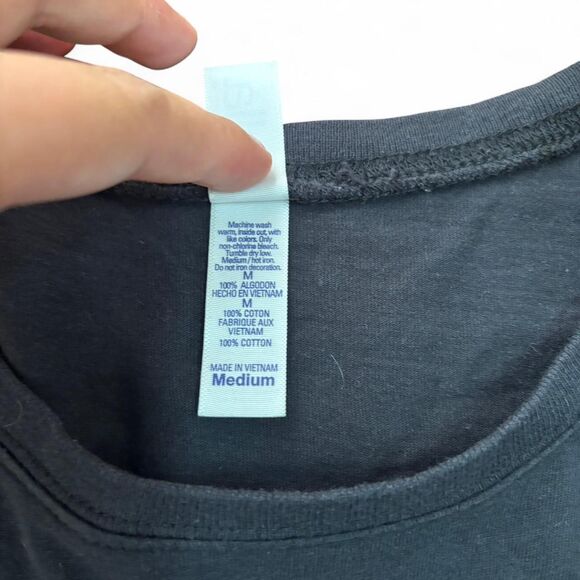 Machine wash
warm, inside out, with
like colors. Only
non-chlorine bleach.
Tumble dry low.
Medium / hot iron.
Do not iron decoration.
M
100% ALGODON
HECHO EN VIETNAM
M
100% COTON
FABRIQUE AUX
VIETNAM
100% COTTON
MADE IN VIETNAM
Medium